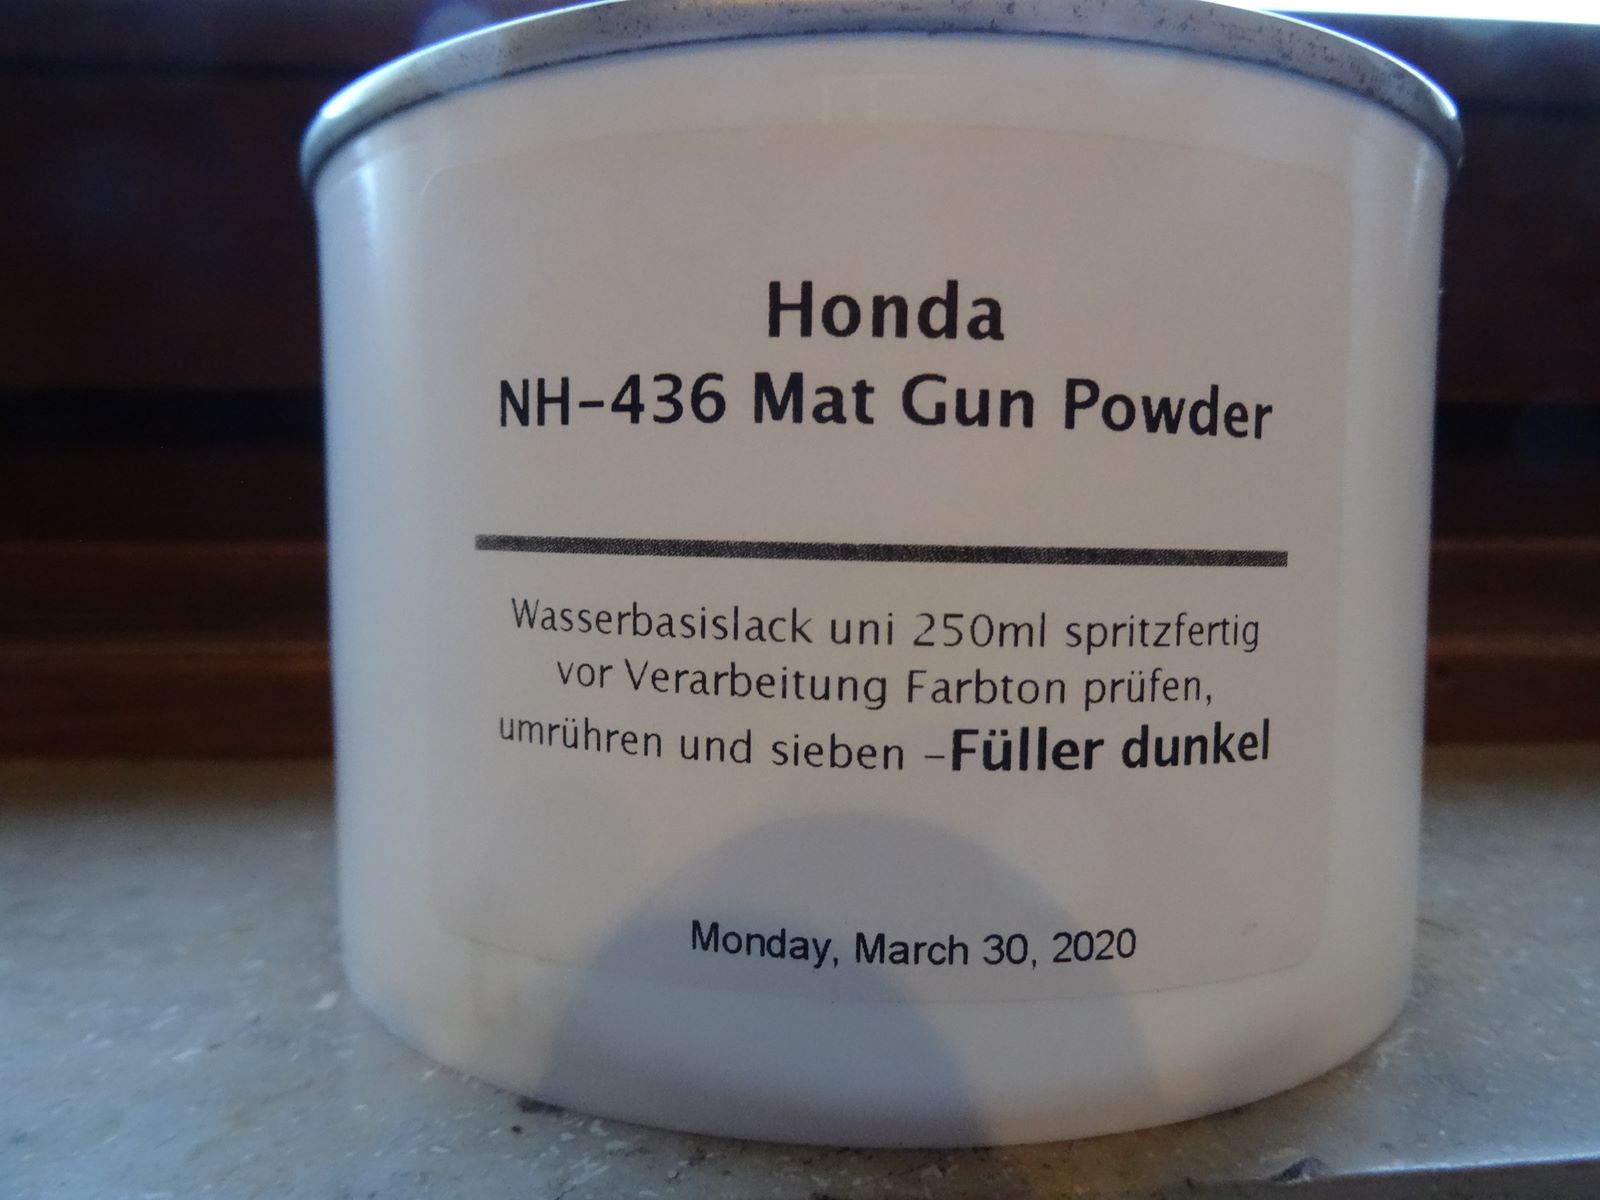 Honda
NH-436 Mat Gun Powder
Wasserbasislack uni 250ml spritzfertig
vor Verarbeitung Farbton prüfen,
umrühren und sieben -Füller dunkel
Monday, March 30, 2020